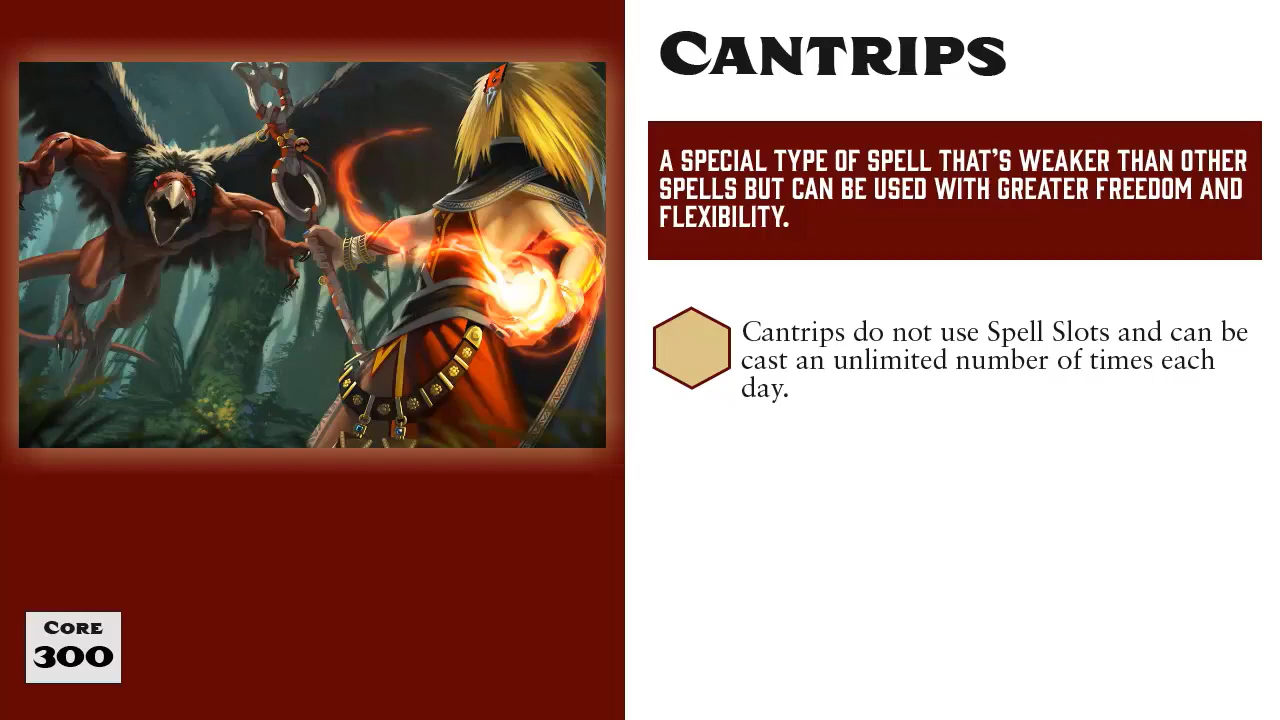 CANTRIPS
A SPECIAL TYPE OF SPELL THAT'S WEAKER THAN OTHER
SPELLS BUT CAN BE USED WITH GREATER FREEDOM AND
FLEXIBILITY.
Cantrips do not use Spell Slots and can be
cast an unlimited number of times each
day.
CORE
300